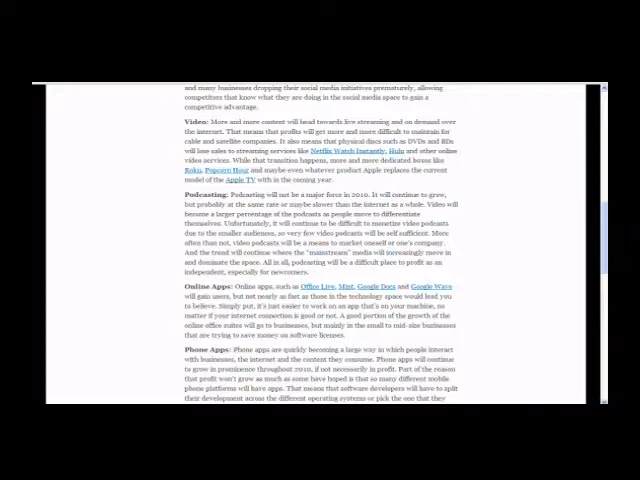 and many businesses dropping their social media initiatives prematurely, allowing
competitors that know what they are doing in the social media space to gain a
competitive advantage.
Video: More and more content will head towards live streaming and on demand over
the internet. That means that profits will get more and more difficult to maintain for
cable and satellite companies. It also means that physical discs such as DVDs and BDs
will lose sales to streaming services like Netflix Watch Instantly, Hulu and other online
video services. While that transition happens, more and more dedicated boxes like
Roku, Popcorn Hour and maybe even whatever product Apple replaces the current
model of the Apple TV with in the coming year.
Podcasting: Podcasting will not be a major force in 2010. It will continue to grow,
but probably at the same rate or maybe slower than the internet as a whole. Video will
become a larger percentage of the podcasts as people move to differentiate
themselves. Unfortunately, it will continue to be difficult to monetize video podcasts
due to the smaller audiences, so very few video podcasts will be self sufficient. More
often than not, video podcasts will be a means to market oneself or one's company.
And the trend will continue where the "mainstream" media will increasingly move in
and dominate the space. All in all, podcasting will be a difficult place to profit as an
independent, especially for newcomers.
Online Apps: Online apps, such as Office Live, Mint, Google Docs and Google Wave
will gain users, but not nearly as fast as those in the technology space would lead you
to believe. Simply put, it's just easier to work on an app that's on your machine, no
matter if your internet connection is good or not. A good portion of the growth of the
online office suites will go to businesses, but mainly in the small to mid-size businesses
that are trying to save money on software licenses.
Phone Apps: Phone apps are quickly becoming a large way in which people interact
with businesses, the internet and the content they consume. Phone apps will continue
to grow in prominence throughout 2010, if not necessarily in profit. Part of the reason
that profit won't grow as much as some have hoped is that so many different mobile
phone platforms will have apps. That means that software developers will have to split
their development across the different operating systems or pick the one that they